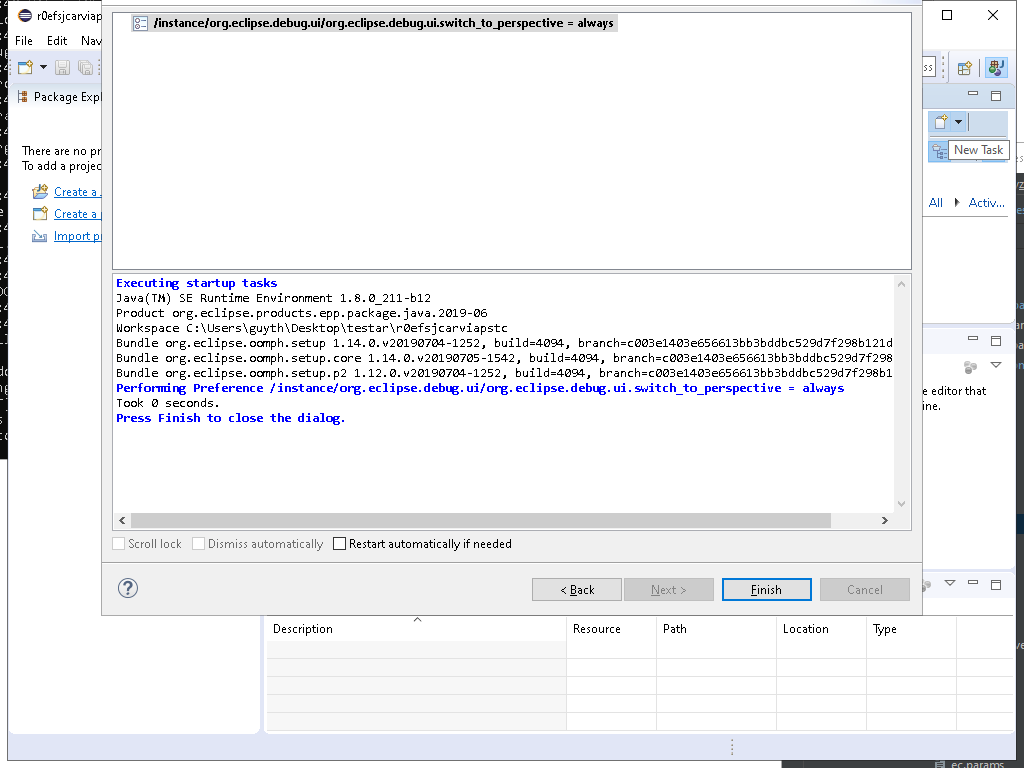 r0efsjcarviap
File Edit Nav
Package Expl
There are no pr
To add a projec
Create a
Create a
Import pr
/instance/org.eclipse.debug.ui/org.eclipse.debug.ui.switch_to_perspective = always
Executing startup tasks
Java(TM) SE Runtime Environment 1.8.0_211-b12
Product org.eclipse.products.epp.package.java.2019-06
Workspace C:\Users\guyth\Desktop\testar\r0efsjcarviapstc
Bundle org.eclipse.oomph.setup 1.14.0.v20190704-1252, build=4094, branch=c003e1403e656613bb3bddbc529d7f298b121d
Bundle org.eclipse.oomph.setup.core 1.14.0.v20190705-1542, build=4094, branch=c003e1403e656613bb3bddbc529d7f298
Bundle org.eclipse.oomph.setup.p2 1.12.0.v20190704-1252, build=4094, branch=c003e1403e656613bb3bddbc529d7f298b1
Performing Preference /instance/org.eclipse.debug.ui/org.eclipse.debug.ui.switch_to_perspective = always
Took 0 seconds.
Press Finish to close the dialog.
Scroll lock Dismiss automatically Restart automatically if needed
? < Back Next > Finish Cancel
ss
New Task
All Activ...
e editor that
ine.
Description Resource Path Location Type
ec.params